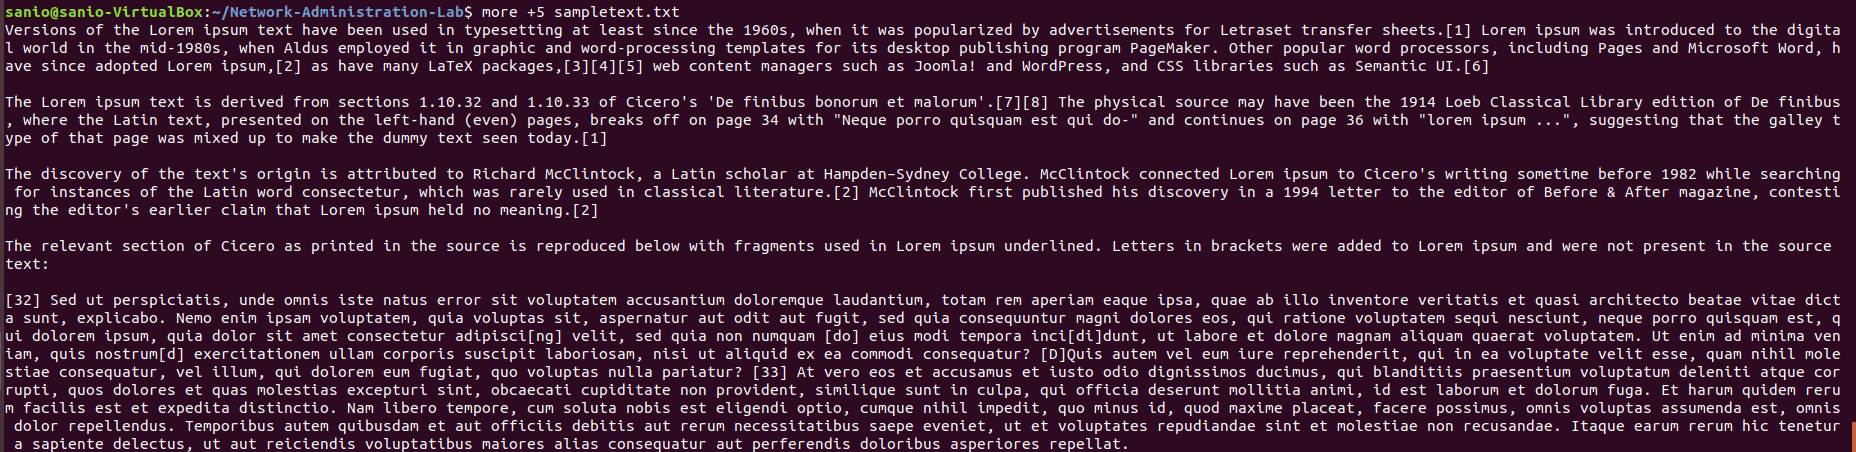 sanio@sanio-VirtualBox:~/Network-Administration-Lab$ more +5 sampletext.txt
Versions of the Lorem ipsum text have been used in typesetting at least since the 1960s, when it was popularized by advertisements for Letraset transfer sheets.[1] Lorem ipsum was introduced to the digita
l world in the mid-1980s, when Aldus employed it in graphic and word-processing templates for its desktop publishing program PageMaker. Other popular word processors, including Pages and Microsoft Word, h
ave since adopted Lorem ipsum,[2] as have many LaTeX packages,[3][4][5] web content managers such as Joomla! and WordPress, and CSS libraries such as Semantic UI.[6]

The Lorem ipsum text is derived from sections 1.10.32 and 1.10.33 of Cicero's 'De finibus bonorum et malorum'.[7][8] The physical source may have been the 1914 Loeb Classical Library edition of De finibus
, where the Latin text, presented on the left-hand (even) pages, breaks off on page 34 with "Neque porro quisquam est qui do-" and continues on page 36 with "lorem ipsum ...", suggesting that the galley t
ype of that page was mixed up to make the dummy text seen today.[1]

The discovery of the text's origin is attributed to Richard McClintock, a Latin scholar at Hampden–Sydney College. McClintock connected Lorem ipsum to Cicero's writing sometime before 1982 while searching
 for instances of the Latin word consectetur, which was rarely used in classical literature.[2] McClintock first published his discovery in a 1994 letter to the editor of Before & After magazine, contesti
ng the editor's earlier claim that Lorem ipsum held no meaning.[2]

The relevant section of Cicero as printed in the source is reproduced below with fragments used in Lorem ipsum underlined. Letters in brackets were added to Lorem ipsum and were not present in the source
text:

[32] Sed ut perspiciatis, unde omnis iste natus error sit voluptatem accusantium doloremque laudantium, totam rem aperiam eaque ipsa, quae ab illo inventore veritatis et quasi architecto beatae vitae dict
a sunt, explicabo. Nemo enim ipsam voluptatem, quia voluptas sit, aspernatur aut odit aut fugit, sed quia consequuntur magni dolores eos, qui ratione voluptatem sequi nesciunt, neque porro quisquam est, q
ui dolorem ipsum, quia dolor sit amet consectetur adipisci[ng] velit, sed quia non numquam [do] eius modi tempora inci[di]dunt, ut labore et dolore magnam aliquam quaerat voluptatem. Ut enim ad minima ven
iam, quis nostrum[d] exercitationem ullam corporis suscipit laboriosam, nisi ut aliquid ex ea commodi consequatur? [D]Quis autem vel eum iure reprehenderit, qui in ea voluptate velit esse, quam nihil mole
stiae consequatur, vel illum, qui dolorem eum fugiat, quo voluptas nulla pariatur? [33] At vero eos et accusamus et iusto odio dignissimos ducimus, qui blanditiis praesentium voluptatum deleniti atque cor
rupti, quos dolores et quas molestias excepturi sint, obcaecati cupiditate non provident, similique sunt in culpa, qui officia deserunt mollitia animi, id est laborum et dolorum fuga. Et harum quidem reru
m facilis est et expedita distinctio. Nam libero tempore, cum soluta nobis est eligendi optio, cumque nihil impedit, quo minus id, quod maxime placeat, facere possimus, omnis voluptas assumenda est, omnis
 dolor repellendus. Temporibus autem quibusdam et aut officiis debitis aut rerum necessitatibus saepe eveniet, ut et voluptates repudiandae sint et molestiae non recusandae. Itaque earum rerum hic tenetur
 a sapiente delectus, ut aut reiciendis voluptatibus maiores alias consequatur aut perferendis doloribus asperiores repellat.